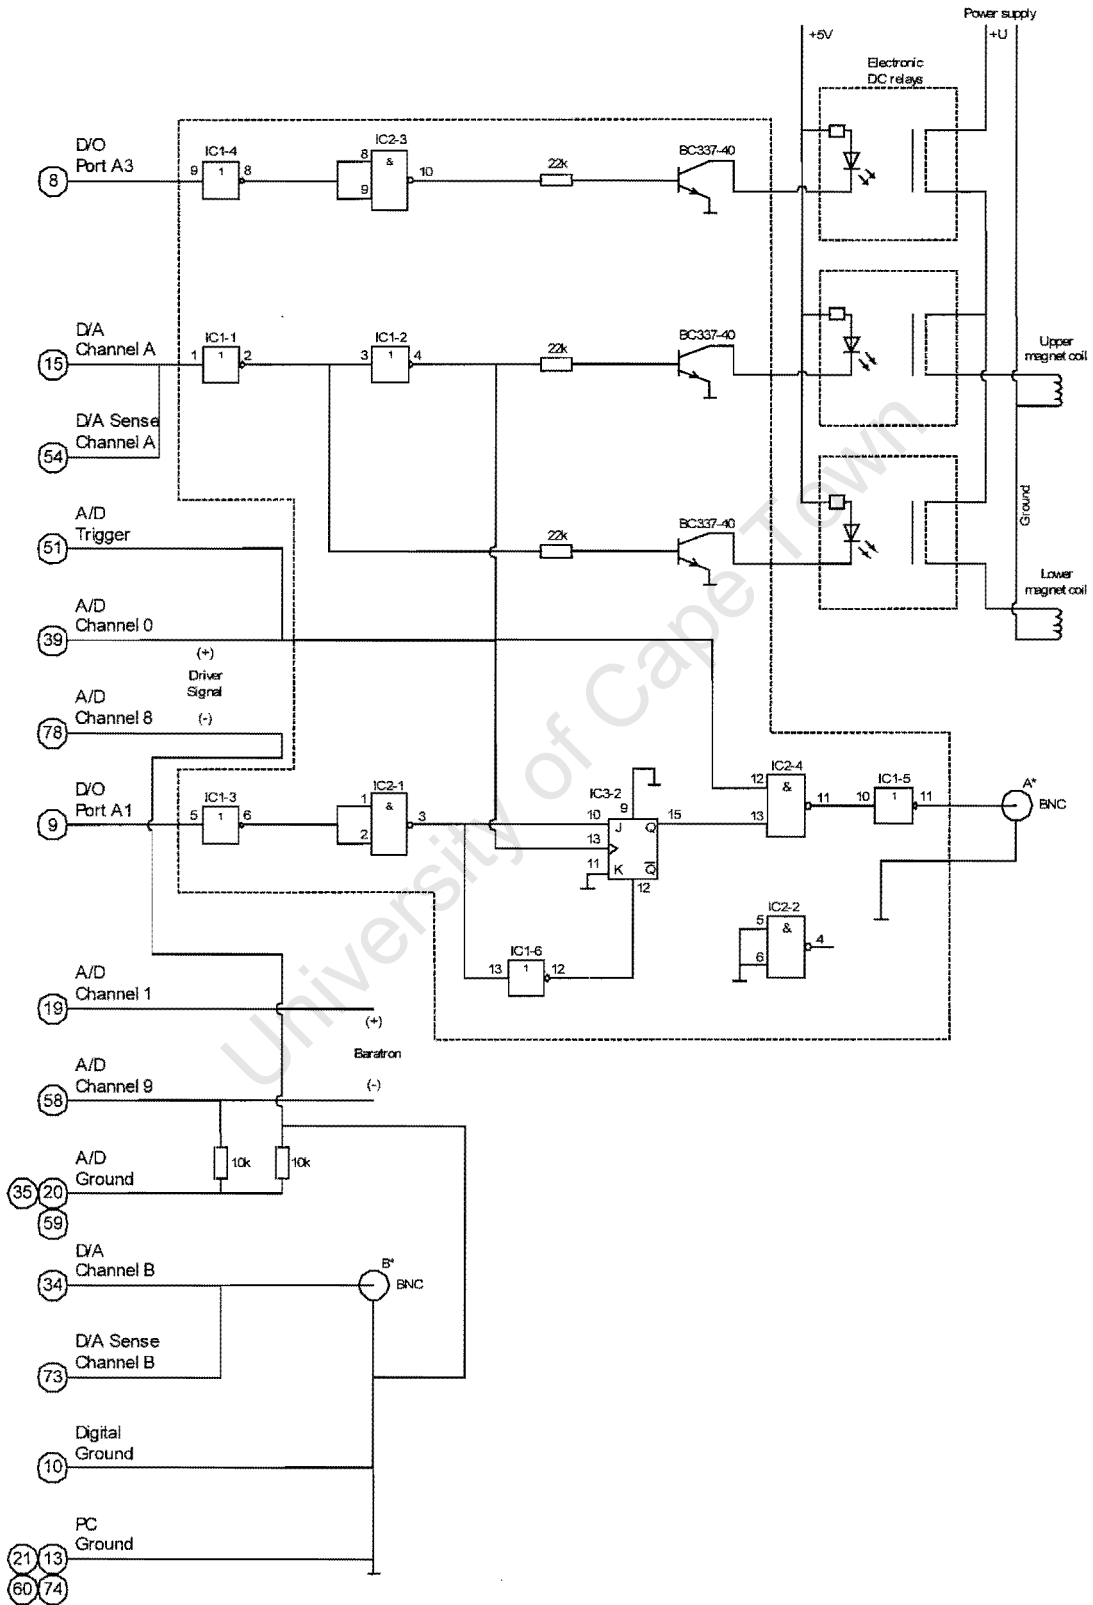 Power supply
+5V
+U
Electronic
DC relays
D/O
Port A3
8
9
IC1-4
1
8
IC2-3
8
9
&
10
22k
BC337-40
D/A
Channel A
15
1
IC1-1
1
2
3
IC1-2
1
4
22k
BC337-40
Upper
magnet coil
D/A Sense
Channel A
54
A/D
Trigger
51
22k
BC337-40
Ground
Lower
magnet coil
A/D
Channel 0
39
(+)
Driver
Signal
(-)
A/D
Channel 8
78
D/O
Port A1
9
5
IC1-3
1
6
IC2-1
1
2
&
3
IC3-2
9
10
J
Q
15
13
11
K
Q
12
IC2-4
12
13
&
11
IC1-5
10
1
11
A*
BNC
IC2-2
5
6
&
4
IC1-6
13
1
12
A/D
Channel 1
19
(+)
Baratron
(-)
A/D
Channel 9
58
10k
10k
A/D
Ground
35
20
59
D/A
Channel B
34
B*
BNC
D/A Sense
Channel B
73
Digital
Ground
10
PC
Ground
21
13
60
74
University of Cape Town